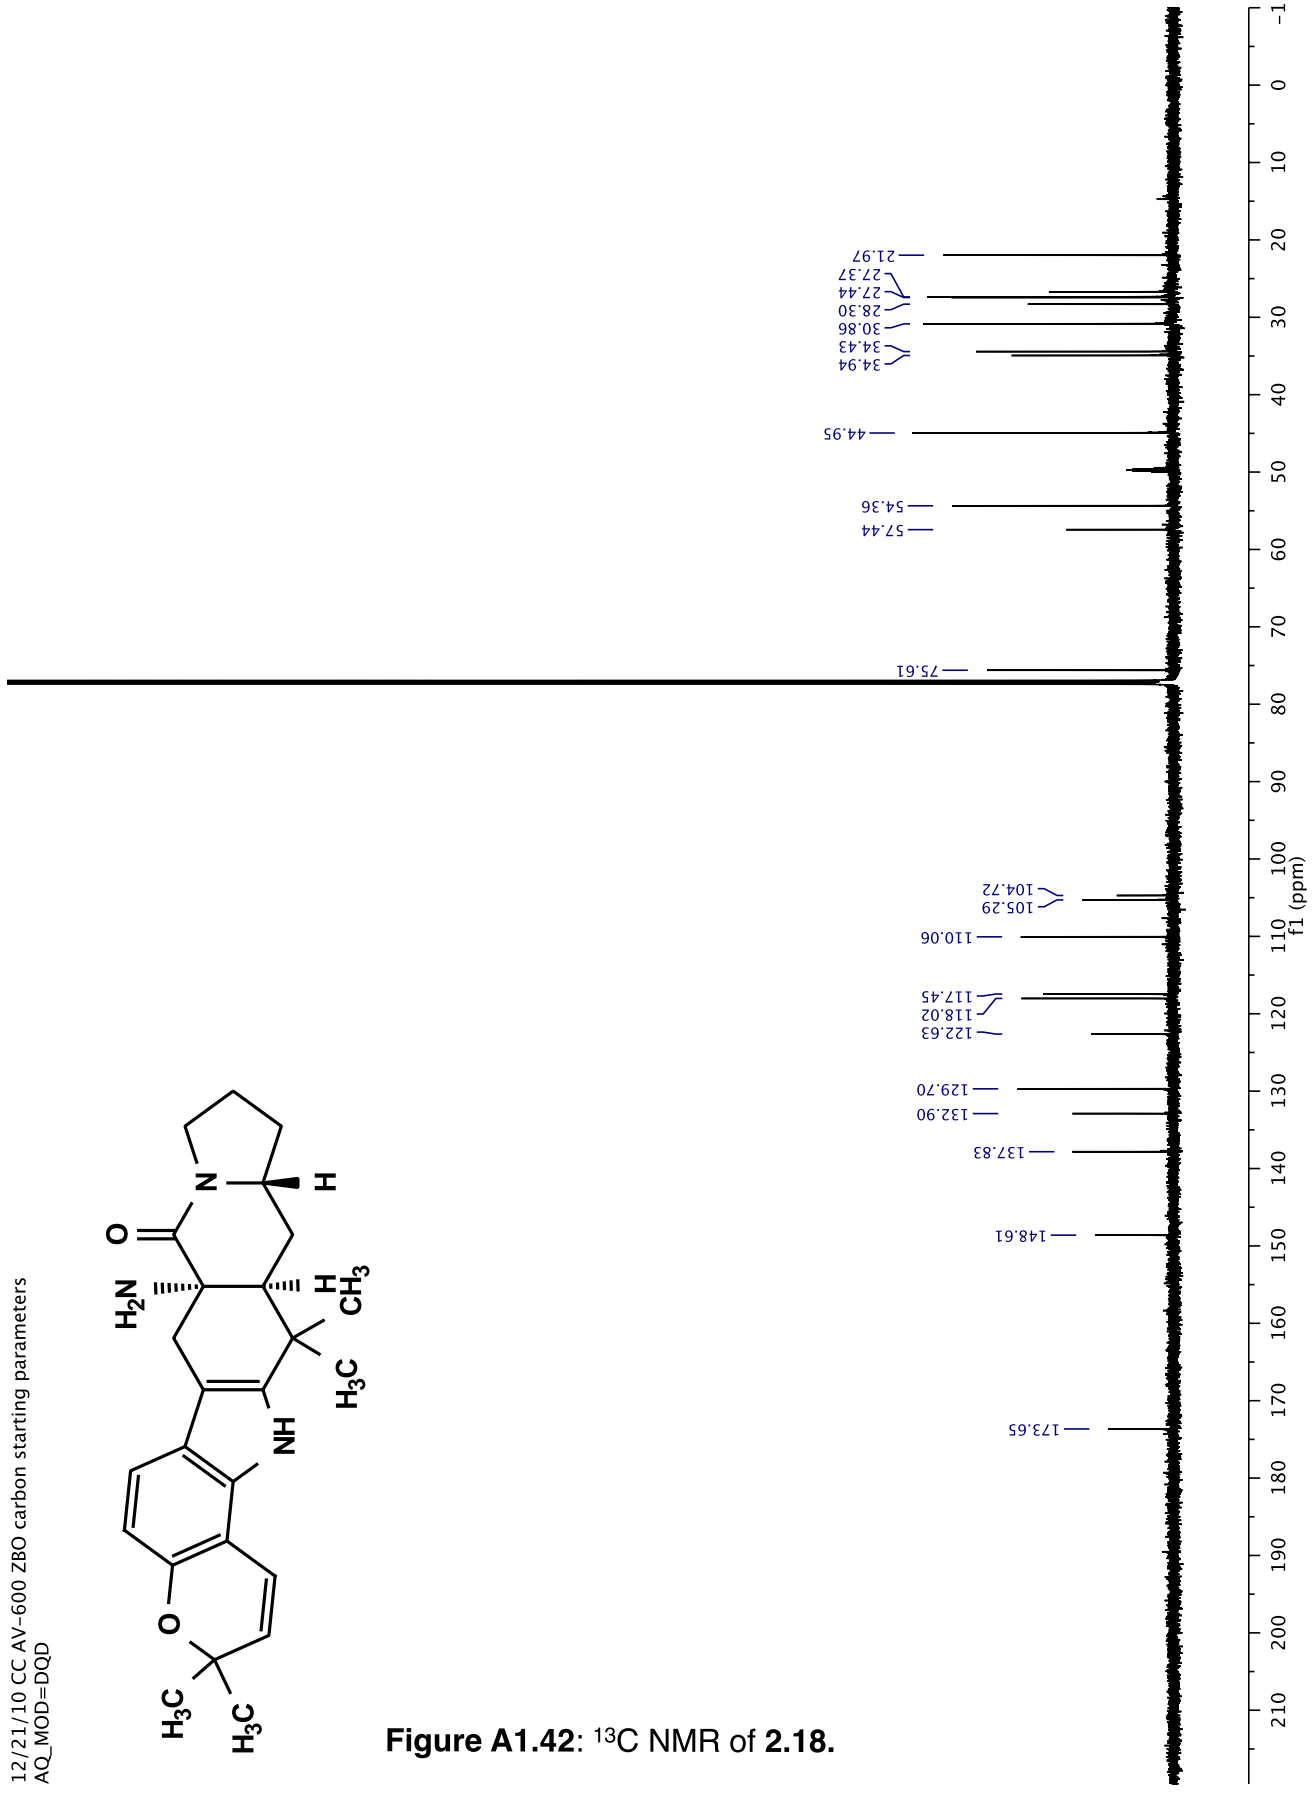 12/21/10 CC AV-600 ZBO carbon starting parameters
AQ_MOD=DQD
H₃C
H₃C
O
NH
H₃C
CH₃
H
H₂N
O
N
H
173.65
148.61
137.83
132.90
129.70
122.63
118.02
117.45
110.06
105.29
104.72
75.61
57.44
54.36
44.95
34.94
34.43
30.86
28.30
27.44
27.37
21.97
210 200 190 180 170 160 150 140 130 120 110 100 90 80 70 60 50 40 30 20 10 0 -1
f1 (ppm)
Figure A1.42: ¹³C NMR of 2.18.